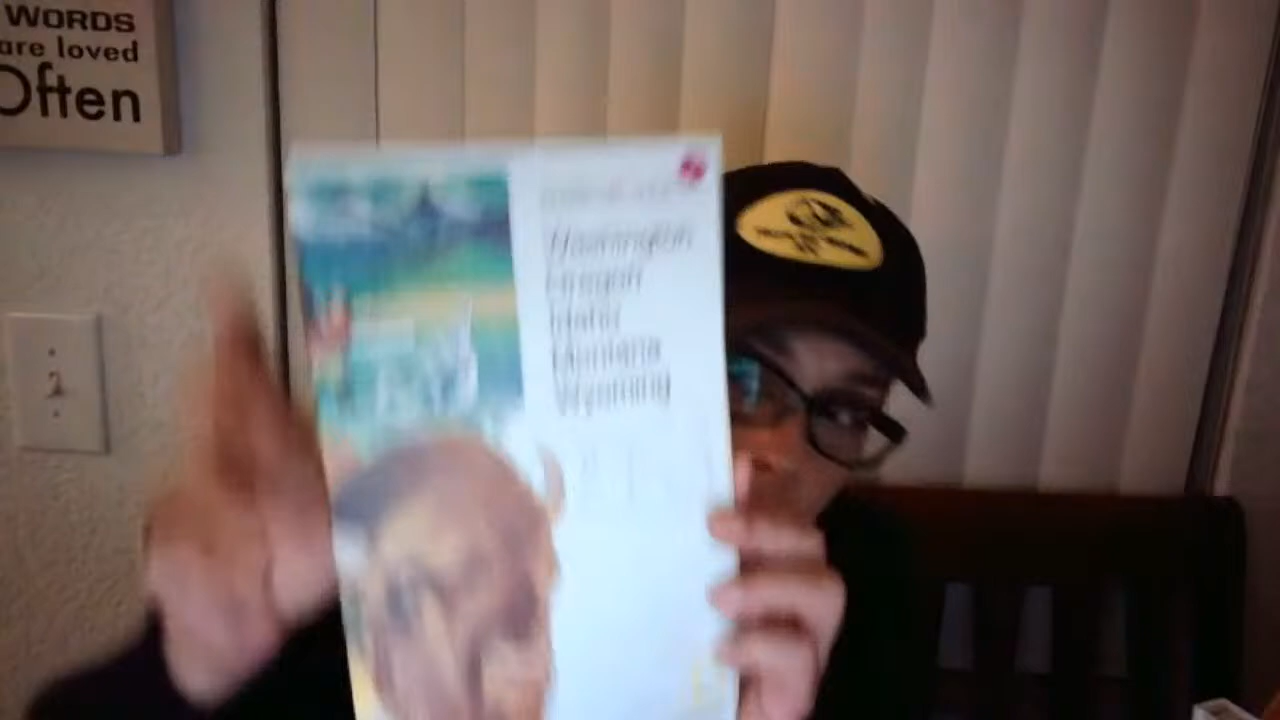 WORDS
are loved
Often
Washington
Oregon
Idaho
Montana
Wyoming